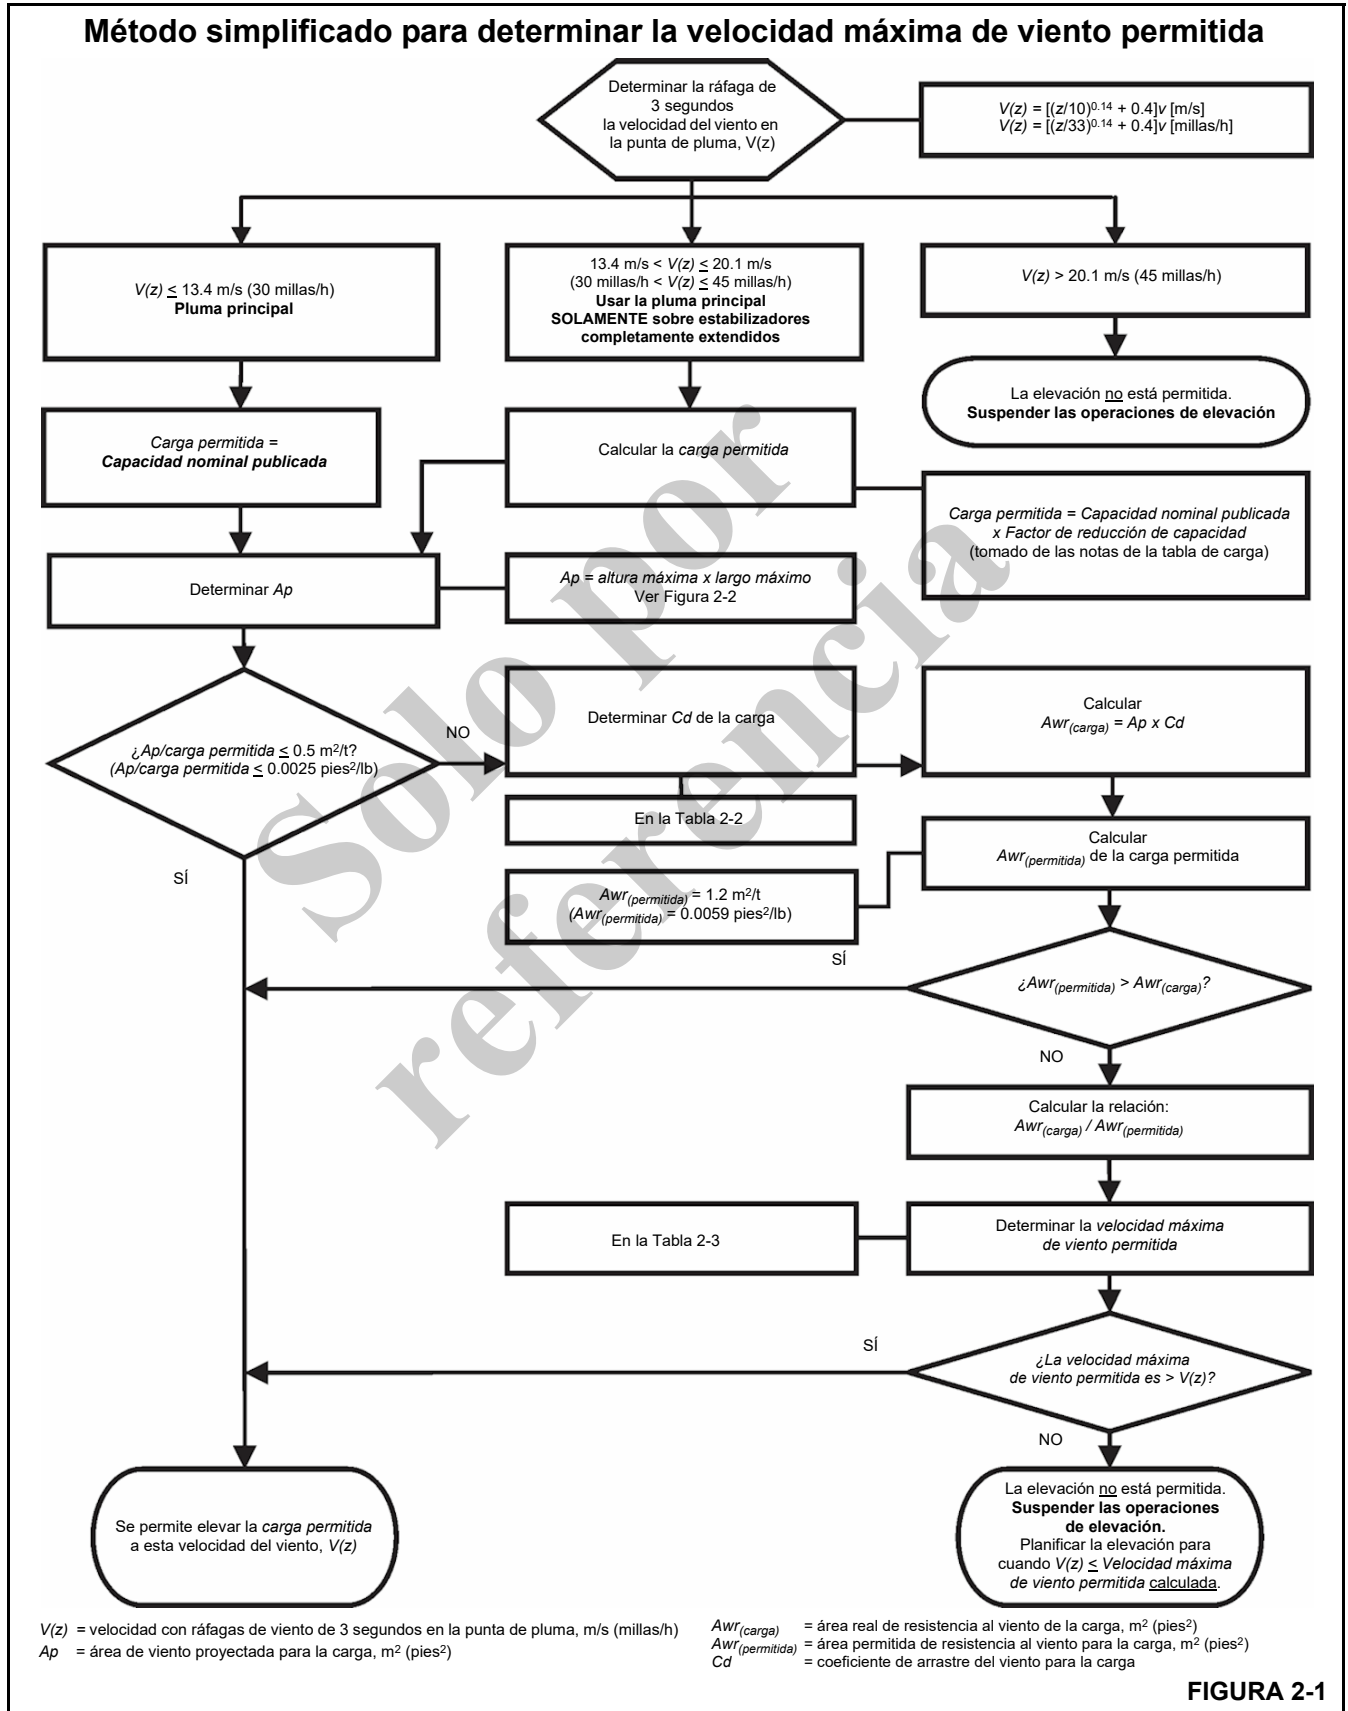 Método simplificado para determinar la velocidad máxima de viento permitida
Determinar la ráfaga de
3 segundos
la velocidad del viento en
la punta de pluma, V(z)
V(z) = [(z/10)^0.14 + 0.4]v [m/s]
V(z) = [(z/33)^0.14 + 0.4]v [millas/h]
V(z) ≤ 13.4 m/s (30 millas/h)
Pluma principal
13.4 m/s < V(z) ≤ 20.1 m/s
(30 millas/h < V(z) ≤ 45 millas/h)
Usar la pluma principal
SOLAMENTE sobre estabilizadores
completamente extendidos
V(z) > 20.1 m/s (45 millas/h)
La elevación no está permitida.
Suspender las operaciones de elevación
Carga permitida =
Capacidad nominal publicada
Calcular la carga permitida
Carga permitida = Capacidad nominal publicada
x Factor de reducción de capacidad
(tomado de las notas de la tabla de carga)
Determinar Ap
Ap = altura máxima x largo máximo
Ver Figura 2-2
¿Ap/carga permitida ≤ 0.5 m²/t?
(Ap/carga permitida ≤ 0.0025 pies²/lb)
NO
SÍ
Determinar Cd de la carga
En la Tabla 2-2
Calcular
Awr(carga) = Ap x Cd
Calcular
Awr(permitida) de la carga permitida
Awr(permitida) = 1.2 m²/t
(Awr(permitida) = 0.0059 pies²/lb)
SÍ
¿Awr(permitida) > Awr(carga)?
NO
Calcular la relación:
Awr(carga) / Awr(permitida)
En la Tabla 2-3
Determinar la velocidad máxima
de viento permitida
SÍ
¿La velocidad máxima
de viento permitida es > V(z)?
NO
Se permite elevar la carga permitida
a esta velocidad del viento, V(z)
La elevación no está permitida.
Suspender las operaciones
de elevación.
Planificar la elevación para
cuando V(z) ≤ Velocidad máxima
de viento permitida calculada.
V(z) = velocidad con ráfagas de viento de 3 segundos en la punta de pluma, m/s (millas/h)
Ap = área de viento proyectada para la carga, m² (pies²)
Awr(carga) = área real de resistencia al viento de la carga, m² (pies²)
Awr(permitida) = área permitida de resistencia al viento para la carga, m² (pies²)
Cd = coeficiente de arrastre del viento para la carga
FIGURA 2-1
Solo por
referencia